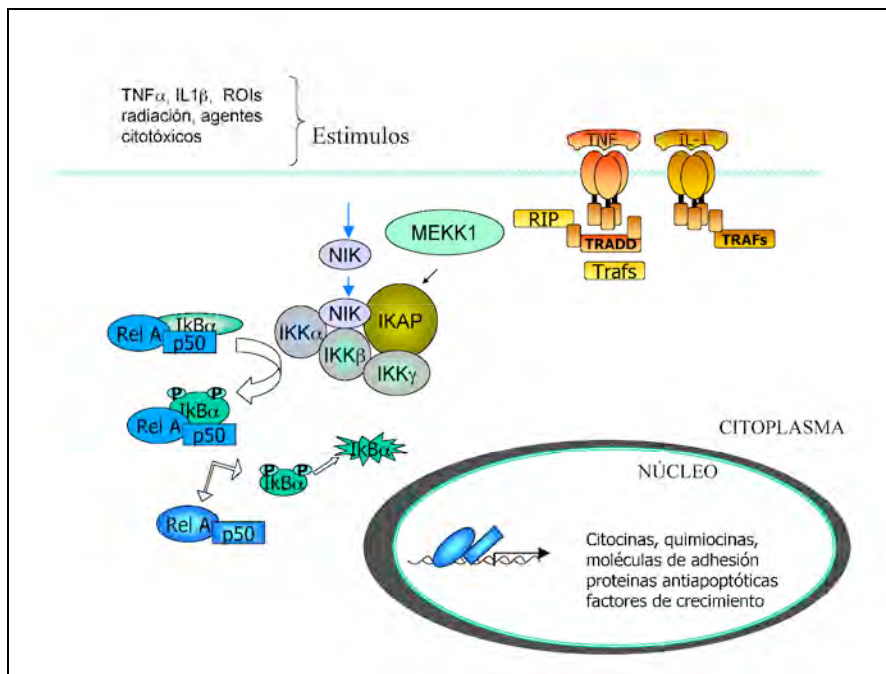 TNFα, IL1β, ROIs
radiación, agentes
citotóxicos
Estimulos
TNF
IL-1
RIP
TRADD
TRAFs
Trafs
MEKK1
NIK
NIK
IKAP
IKKα
IKKβ
IKKγ
IkBα
Rel A
p50
P P
IkBα
Rel A
p50
P P
IkBα
IkBα
Rel A
p50
CITOPLASMA
NÚCLEO
Citocinas, quimiocinas,
moléculas de adhesión
proteinas antiapoptóticas
factores de crecimiento